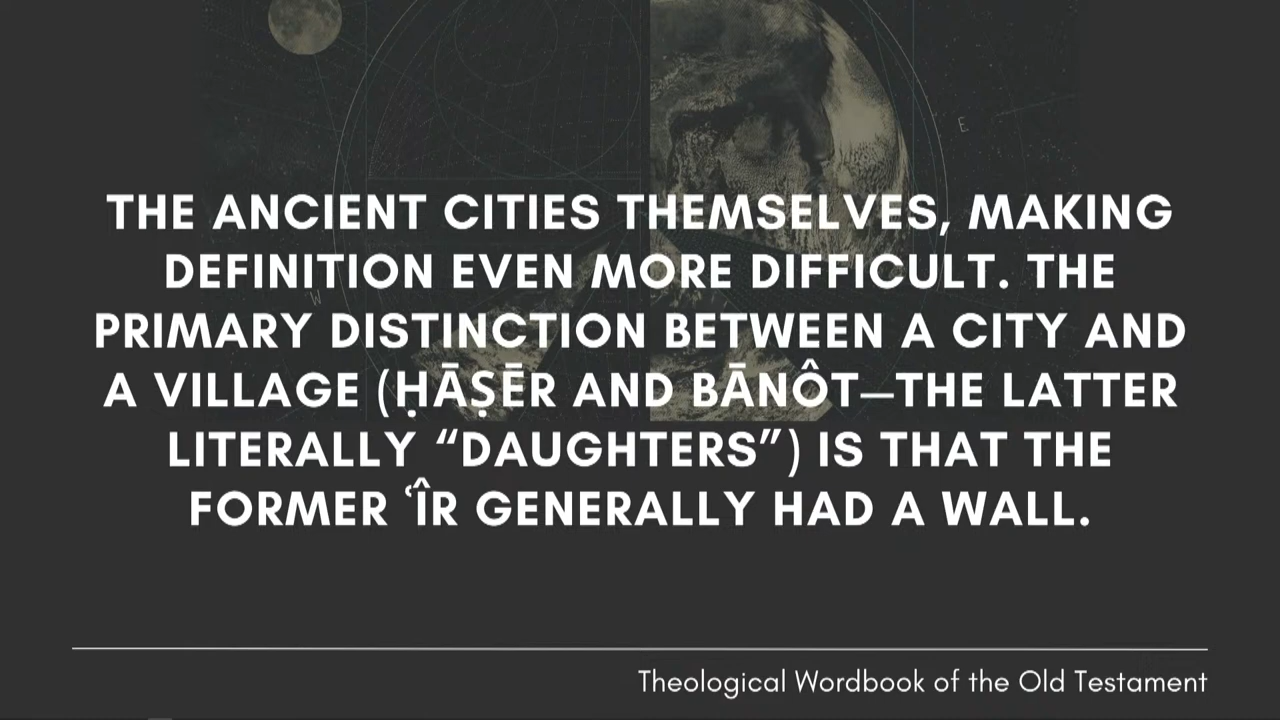 E
W
THE ANCIENT CITIES THEMSELVES, MAKING
DEFINITION EVEN MORE DIFFICULT. THE
PRIMARY DISTINCTION BETWEEN A CITY AND
A VILLAGE (ḤĀṢĒR AND BĀNÔT—THE LATTER
LITERALLY “DAUGHTERS”) IS THAT THE
FORMER ʿÎR GENERALLY HAD A WALL.
Theological Wordbook of the Old Testament